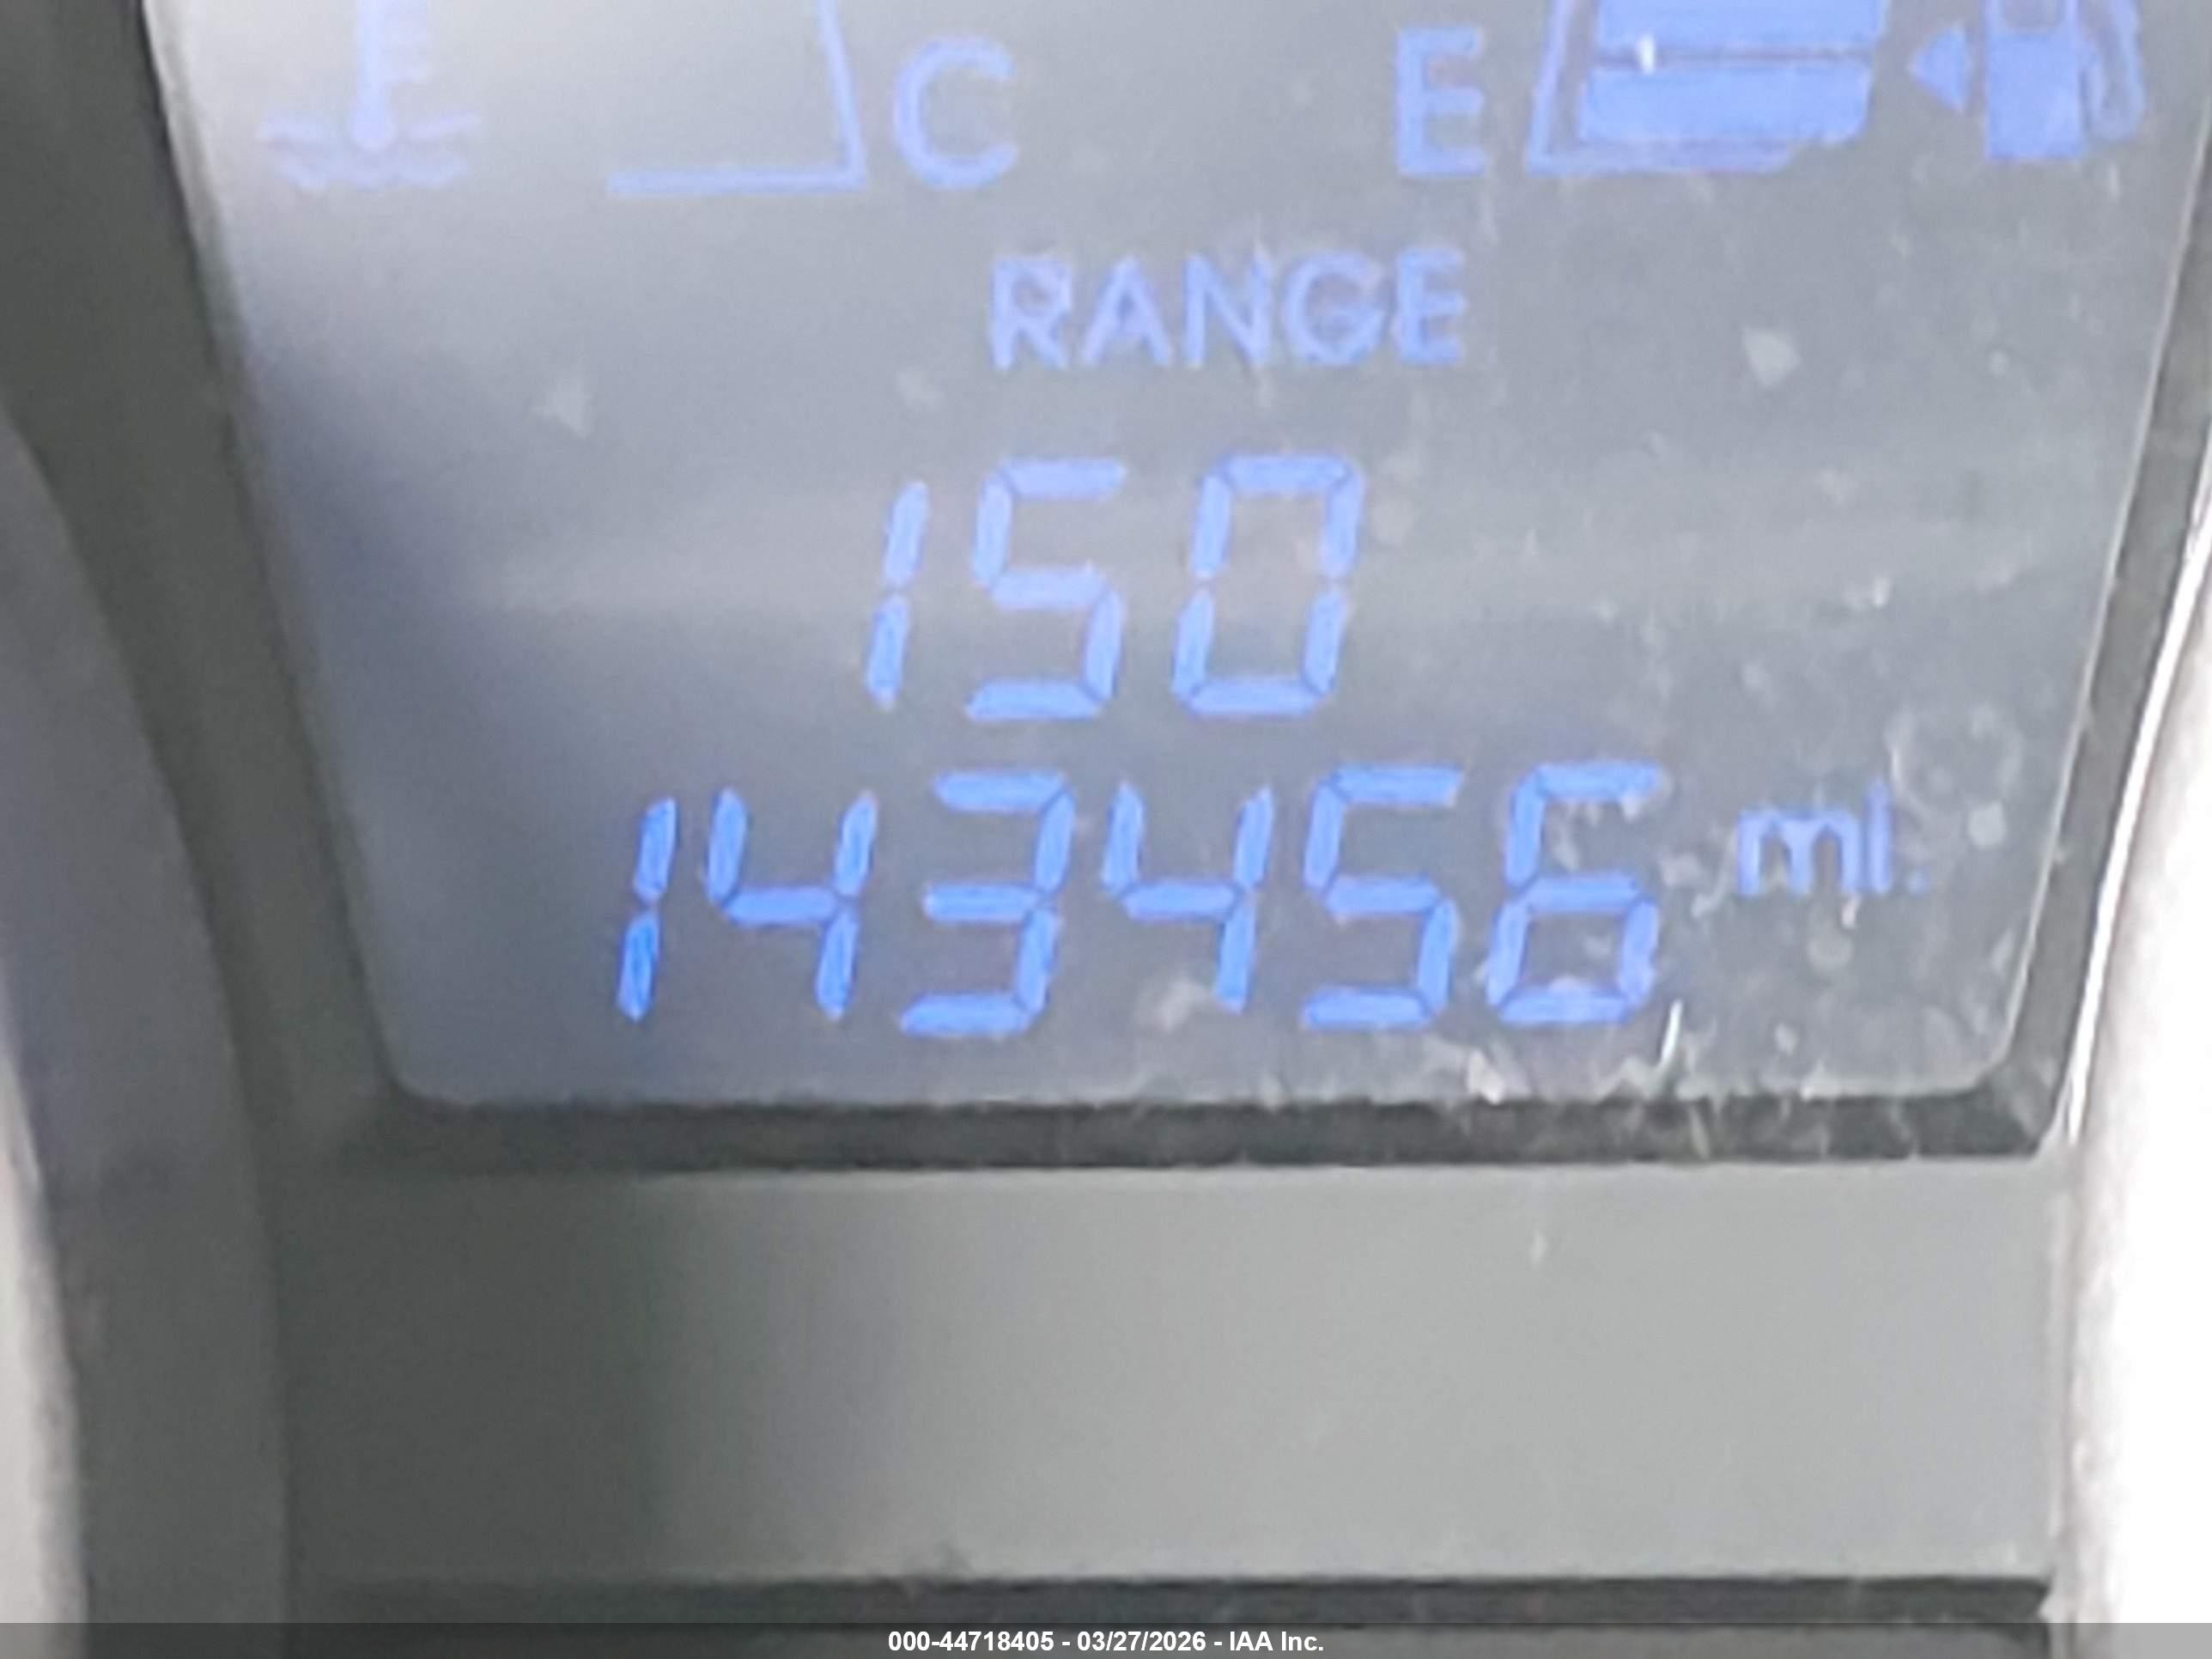 C E
RANGE
150
143456 mi.
000-44718405 - 03/27/2026 - IAA Inc.